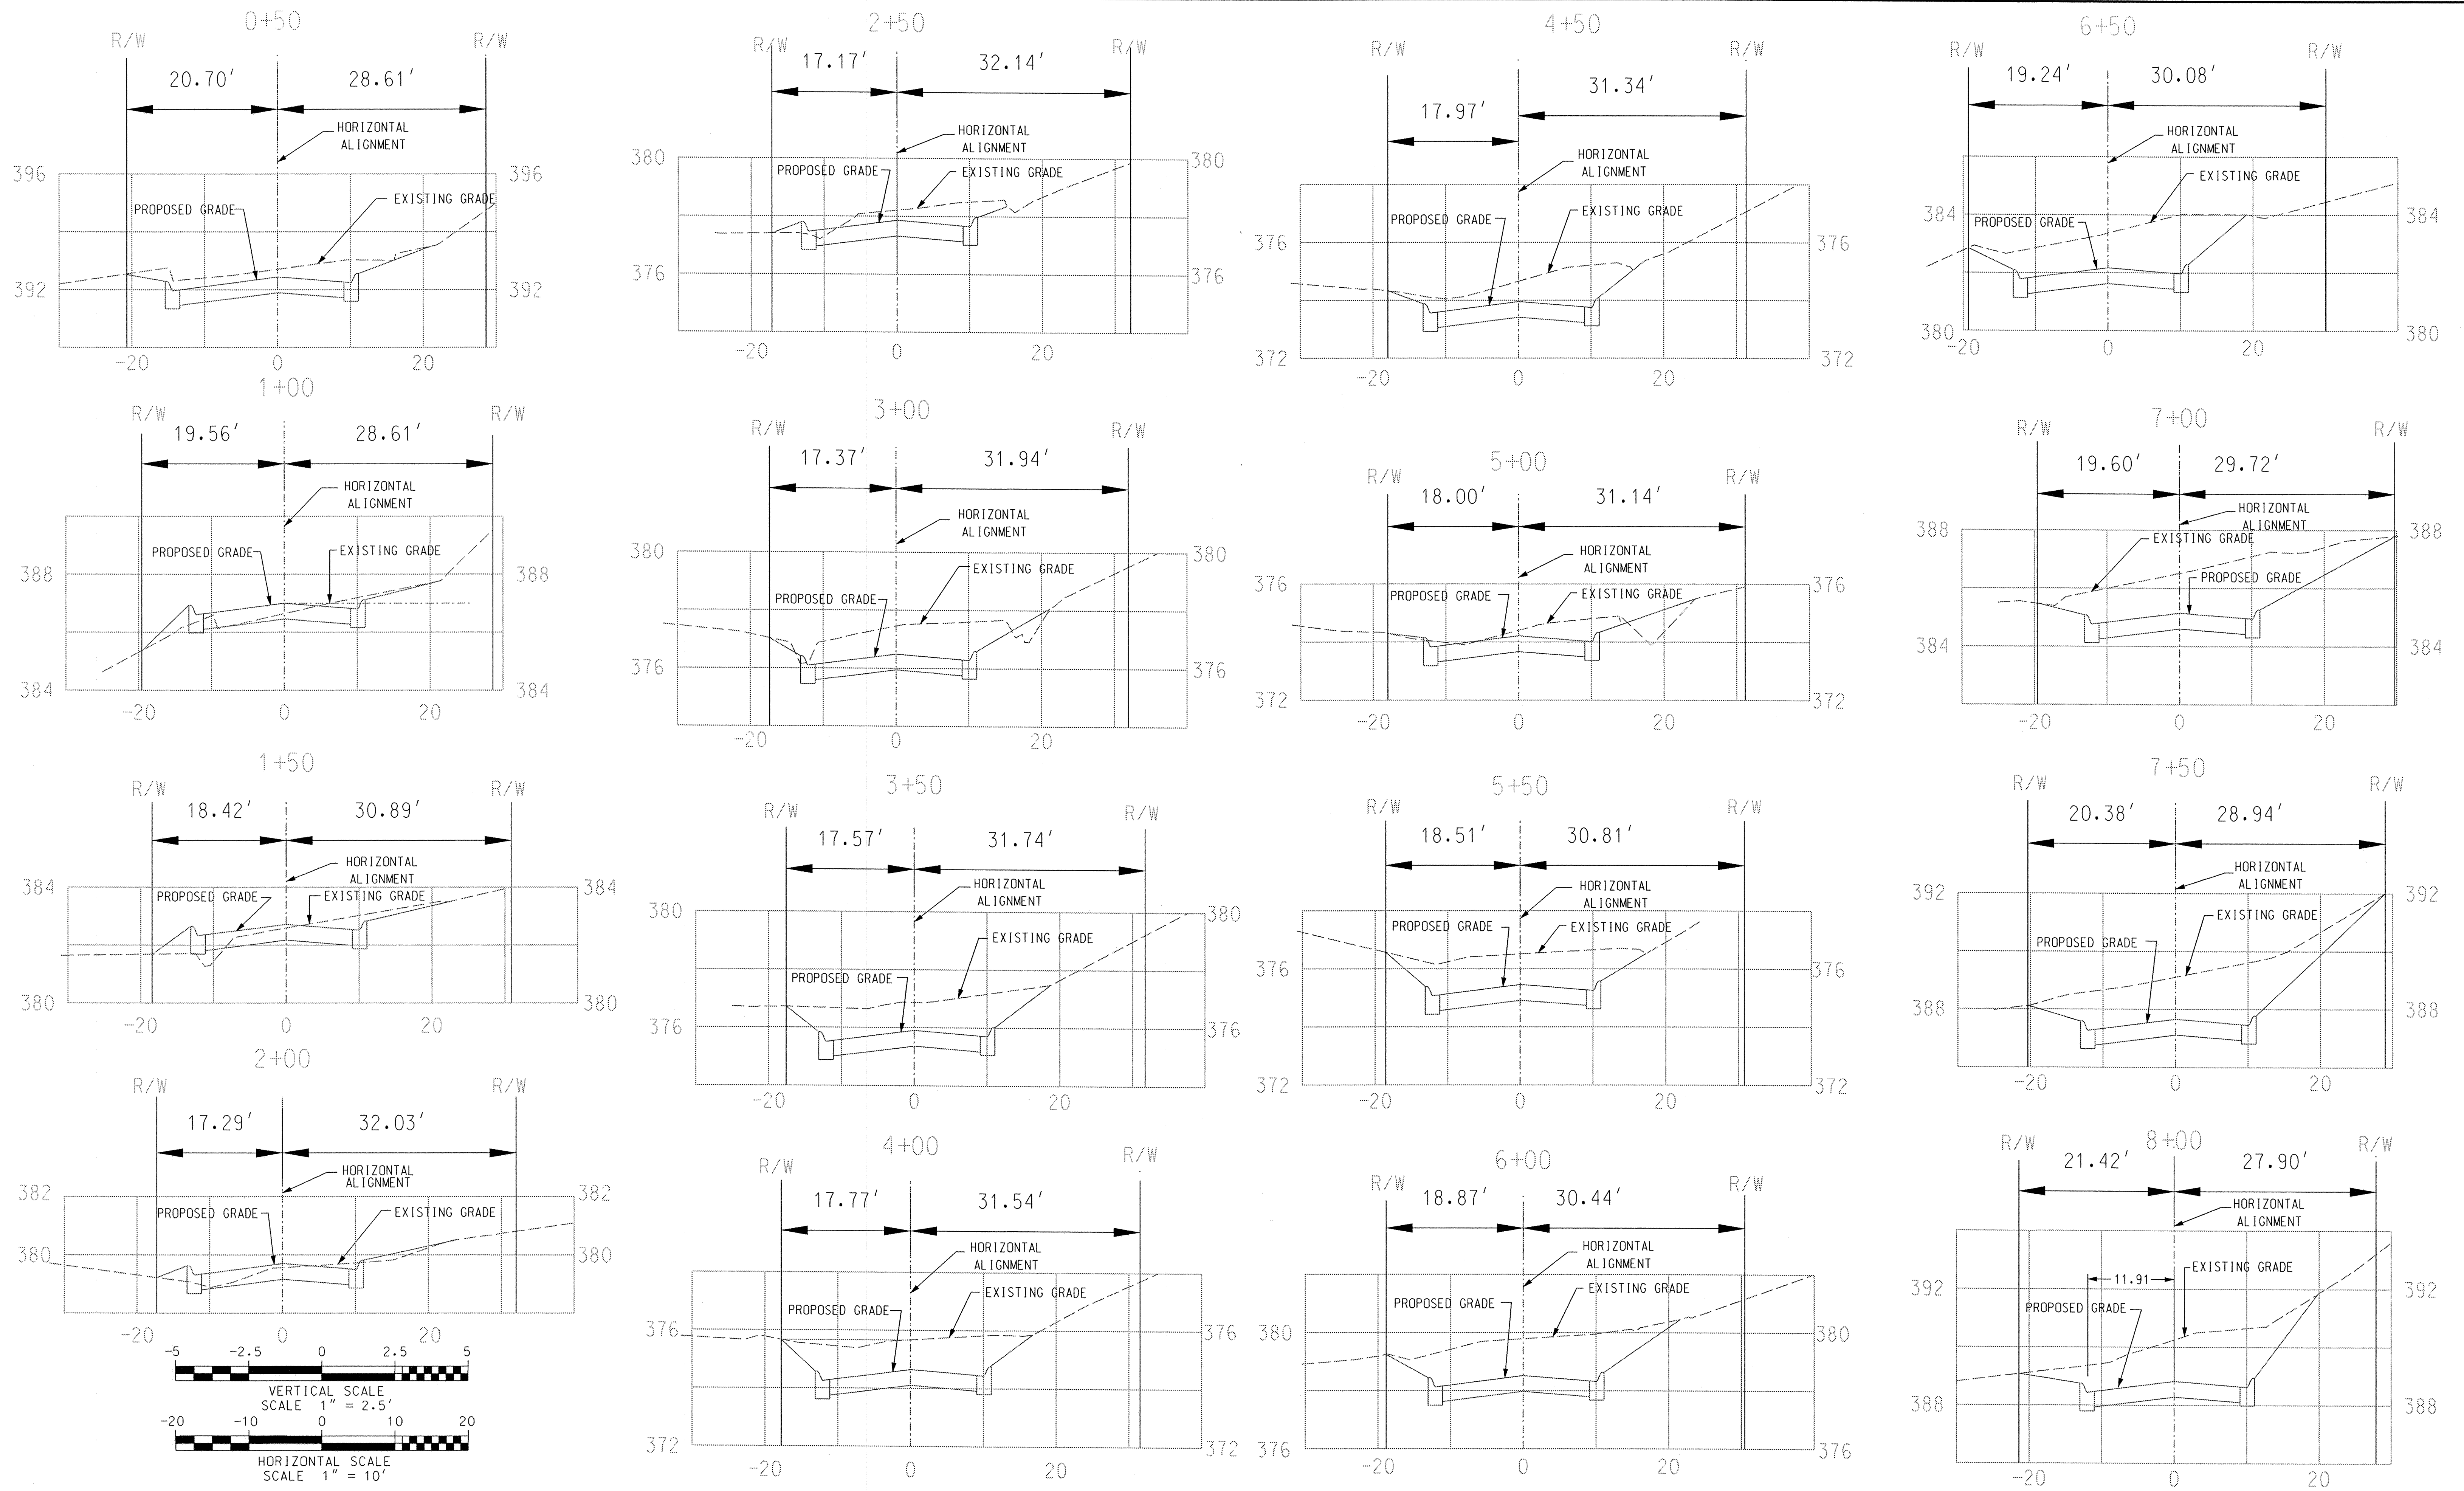 0+50
R/W R/W
20.70' 28.61'
HORIZONTAL
ALIGNMENT
396 396
PROPOSED GRADE EXISTING GRADE
392 392
-20 0 20
1+00
R/W R/W
19.56' 28.61'
HORIZONTAL
ALIGNMENT
PROPOSED GRADE EXISTING GRADE
388 388
384 384
-20 0 20
1+50
R/W R/W
18.42' 30.89'
HORIZONTAL
ALIGNMENT
384 384
PROPOSED GRADE EXISTING GRADE
380 380
-20 0 20
2+00
R/W R/W
17.29' 32.03'
HORIZONTAL
ALIGNMENT
382 382
PROPOSED GRADE EXISTING GRADE
380 380
-20 0 20
-5 -2.5 0 2.5 5
VERTICAL SCALE
SCALE 1" = 2.5'
-20 -10 0 10 20
HORIZONTAL SCALE
SCALE 1" = 10'
2+50
R/W R/W
17.17' 32.14'
HORIZONTAL
ALIGNMENT
380 380
PROPOSED GRADE EXISTING GRADE
376 376
-20 0 20
3+00
R/W R/W
17.37' 31.94'
HORIZONTAL
ALIGNMENT
380 380
EXISTING GRADE
PROPOSED GRADE
376 376
-20 0 20
3+50
R/W R/W
17.57' 31.74'
HORIZONTAL
ALIGNMENT
380 380
EXISTING GRADE
PROPOSED GRADE
376 376
-20 0 20
4+00
R/W R/W
17.77' 31.54'
HORIZONTAL
ALIGNMENT
EXISTING GRADE
PROPOSED GRADE
376 376
372 372
-20 0 20
4+50
R/W R/W
31.34'
17.97'
HORIZONTAL
ALIGNMENT
PROPOSED GRADE EXISTING GRADE
376 376
372 372
-20 0 20
5+00
R/W R/W
18.00' 31.14'
HORIZONTAL
ALIGNMENT
376 376
PROPOSED GRADE EXISTING GRADE
372 372
-20 0 20
5+50
R/W R/W
18.51' 30.81'
HORIZONTAL
ALIGNMENT
PROPOSED GRADE EXISTING GRADE
376 376
372 372
-20 0 20
6+00
R/W R/W
18.87' 30.44'
HORIZONTAL
ALIGNMENT
EXISTING GRADE
PROPOSED GRADE
380 380
376 376
-20 0 20
6+50
R/W R/W
19.24' 30.08'
HORIZONTAL
ALIGNMENT
EXISTING GRADE
384 384
PROPOSED GRADE
380 380
-20 0 20
7+00
R/W R/W
19.60' 29.72'
HORIZONTAL
ALIGNMENT
388 388
EXISTING GRADE
PROPOSED GRADE
384 384
-20 0 20
7+50
R/W R/W
20.38' 28.94'
HORIZONTAL
ALIGNMENT
392 392
EXISTING GRADE
PROPOSED GRADE
388 388
-20 0 20
8+00
R/W R/W
21.42' 27.90'
HORIZONTAL
ALIGNMENT
EXISTING GRADE
11.91
392 392
PROPOSED GRADE
388 388
-20 0 20